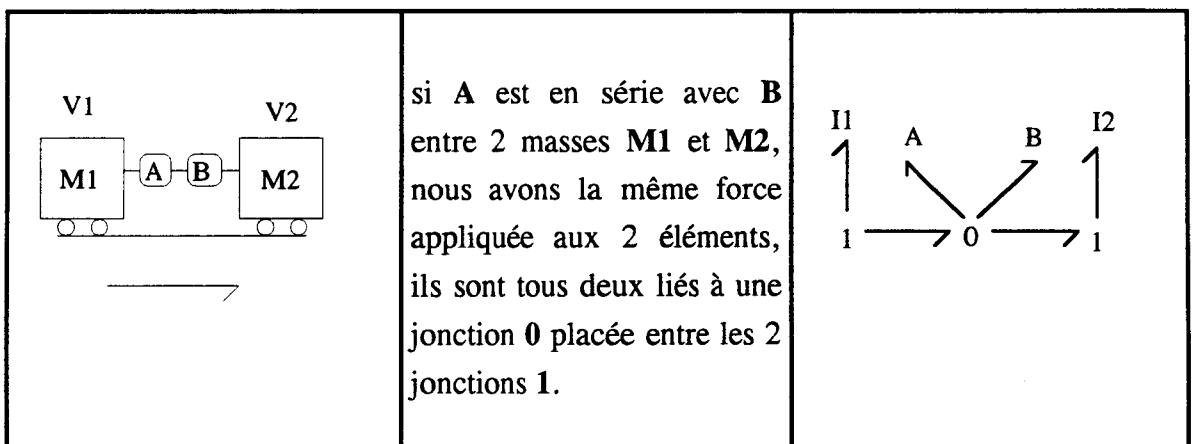 V1
V2
M1
A
B
M2
si A est en série avec B
entre 2 masses M1 et M2,
nous avons la même force
appliquée aux 2 éléments,
ils sont tous deux liés à une
jonction 0 placée entre les 2
jonctions 1.
I1
A
B
I2
1
0
1